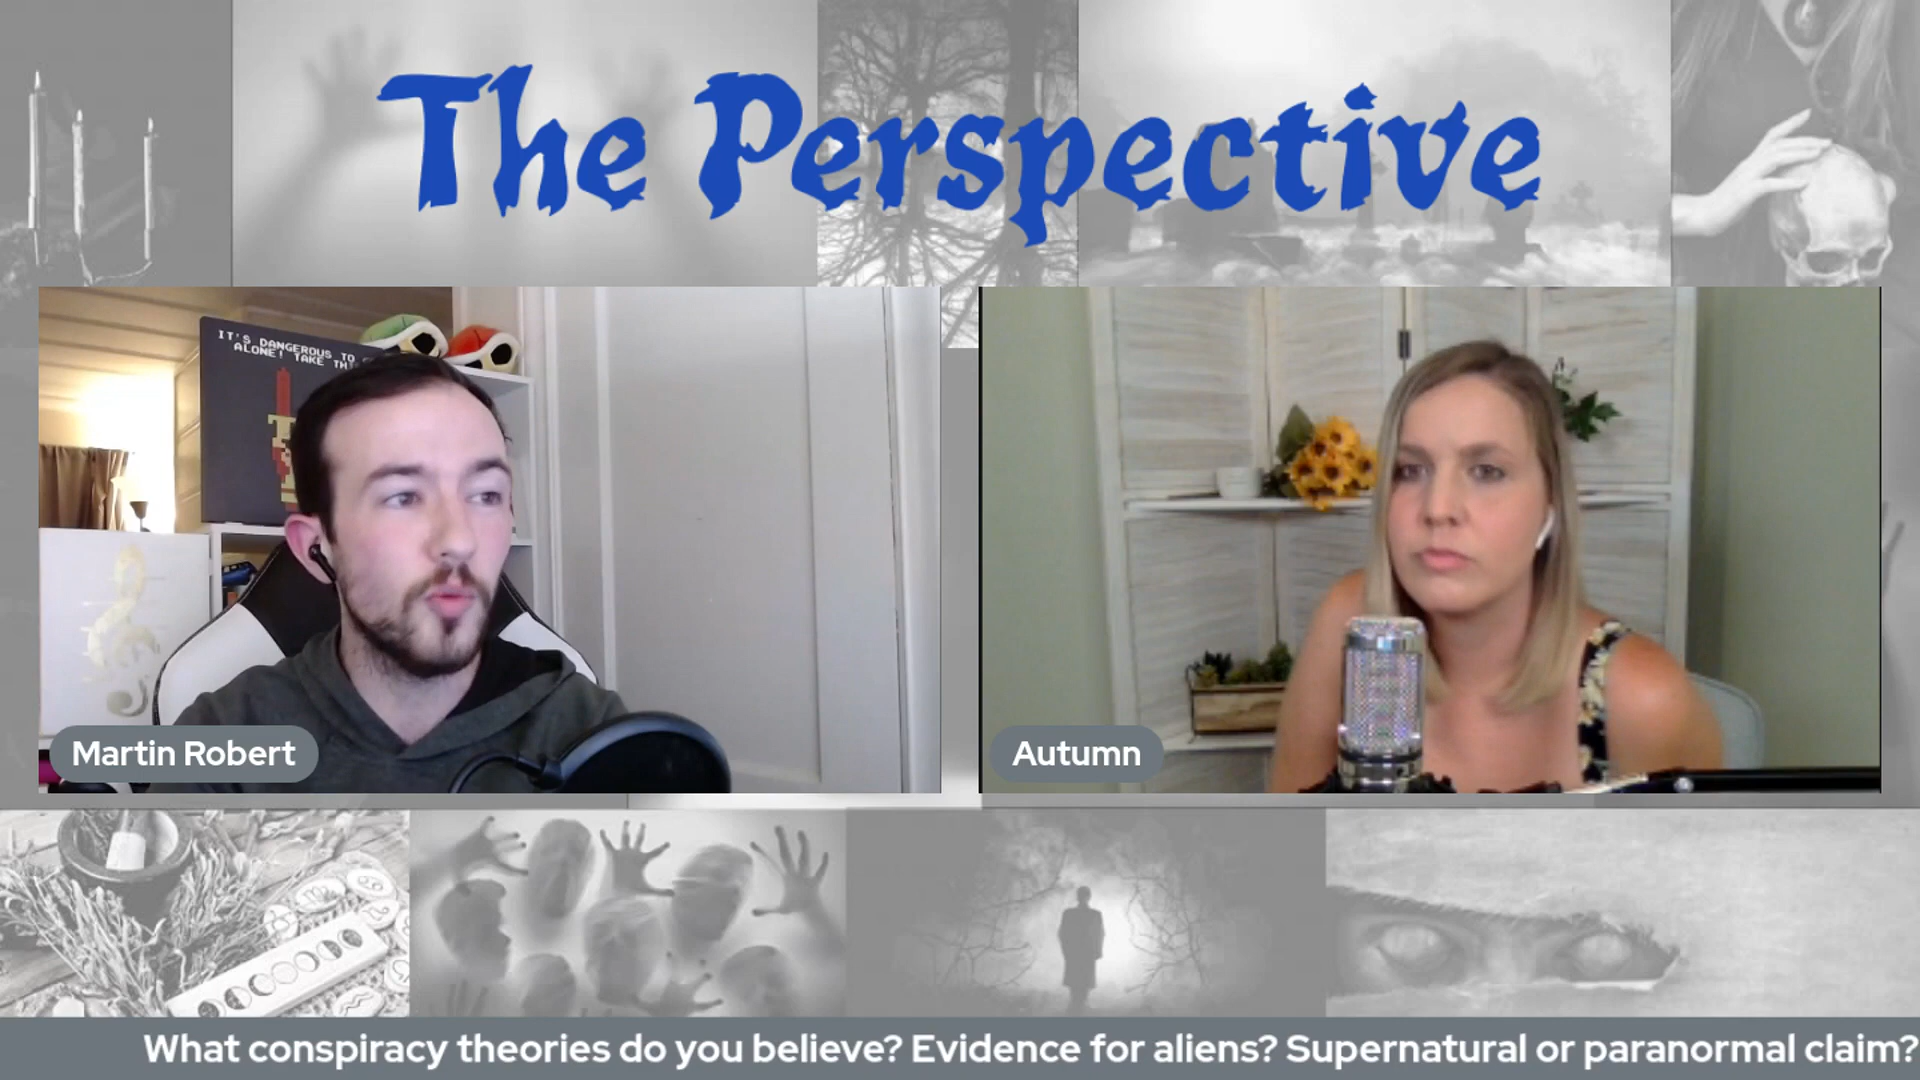 The Perspective
IT'S DANGEROUS TO
ALONE! TAKE
Martin Robert
Autumn
What conspiracy theories do you believe? Evidence for aliens? Supernatural or paranormal claim?